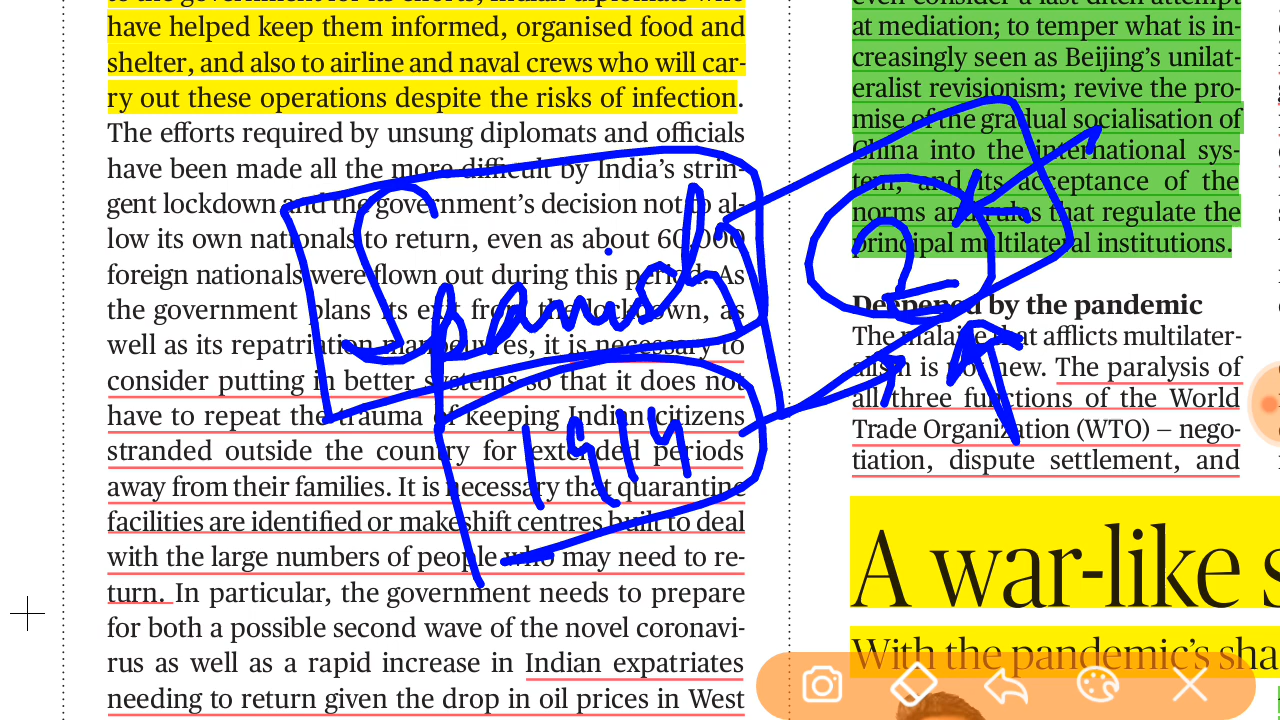 to the government for its efforts, Indian diplomats who
have helped keep them informed, organised food and
shelter, and also to airline and naval crews who will car-
ry out these operations despite the risks of infection.
The efforts required by unsung diplomats and officials
have been made all the more difficult by India's strin-
gent lockdown and the government's decision not to al-
low its own nationals to return, even as about 60,000
foreign nationals were flown out during this period. As
the government plans its exit from the lockdown, as
well as its repatriation manoeuvres, it is necessary to
consider putting in better systems so that it does not
have to repeat the trauma of keeping Indian citizens
stranded outside the country for extended periods
away from their families. It is necessary that quarantine
facilities are identified or makeshift centres built to deal
with the large numbers of people who may need to re-
turn. In particular, the government needs to prepare
for both a possible second wave of the novel coronavi-
rus as well as a rapid increase in Indian expatriates
needing to return given the drop in oil prices in West
Spanish
1914
2
even consider a last-ditch attempt
at mediation; to temper what is in-
creasingly seen as Beijing's unilat-
eralist revisionism; revive the pro-
mise of the gradual socialisation of
China into the international sys-
tem; and its acceptance of the
norms and rules that regulate the
principal multilateral institutions.
Deepened by the pandemic
The malaise that afflicts multilater-
alism is not new. The paralysis of
all three functions of the World
Trade Organization (WTO) – nego-
tiation, dispute settlement, and
A war-like
With the pandemic's